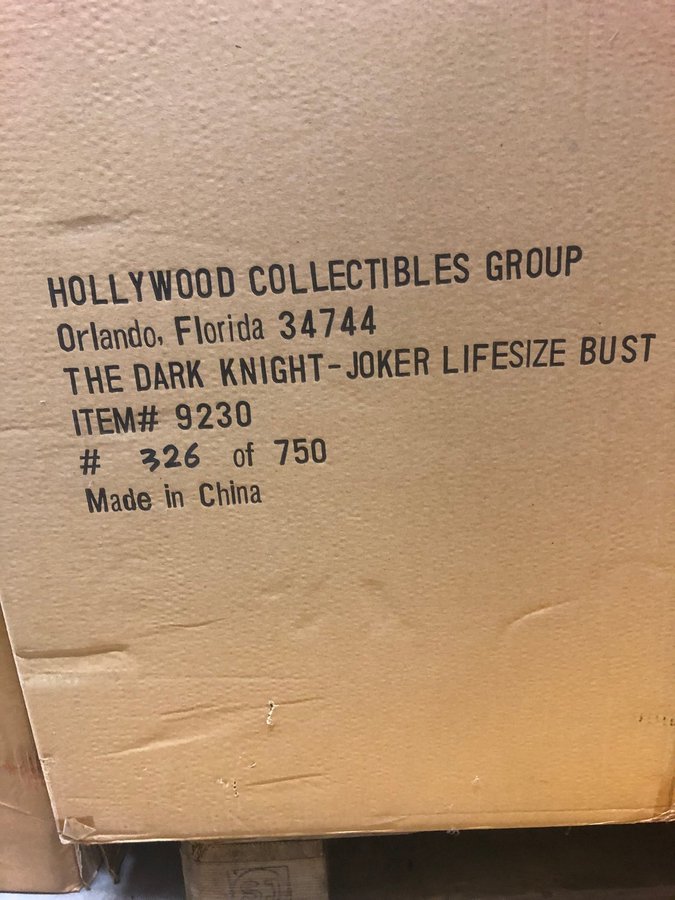 HOLLYWOOD COLLECTIBLES GROUP
Orlando, Florida 34744
THE DARK KNIGHT-JOKER LIFESIZE BUST
ITEM# 9230
# 326 of 750
Made in China